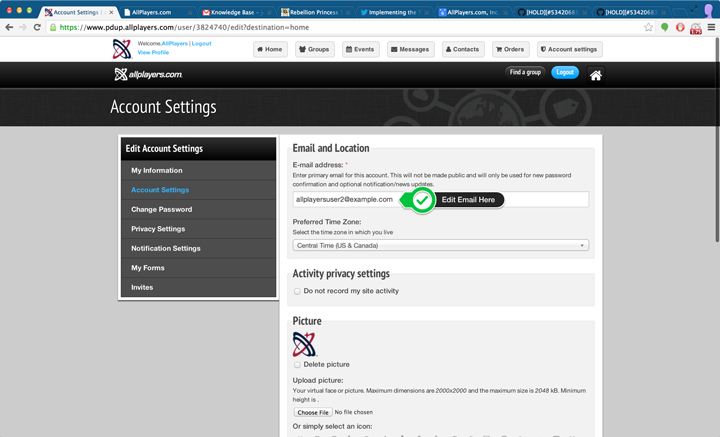 Account Settings |
AllPlayers.com
Knowledge Base -
Rebellion Princess
Implementing the
AllPlayers.com, Inc
[HOLD][#5342068
[HOLD][#5342068
https://www.pdup.allplayers.com/user/3824740/edit?destination=home
Welcome,AllPlayers | Logout
View Profile
Home
Groups
Events
Messages
Contacts
Orders
Account settings
allplayers.com
Find a group
Logout
Account Settings
Edit Account Settings
My Information
Account Settings
Change Password
Privacy Settings
Notification Settings
My Forms
Invites
Email and Location
E-mail address: *
Enter primary email for this account. This will not be made public and will only be used for new password
confirmation and optional notification/news updates.
allplayersuser2@example.com
Edit Email Here
Preferred Time Zone:
Select the time zone in which you live
Central Time (US & Canada)
Activity privacy settings
Do not record my site activity
Picture
Delete picture
Upload picture:
Your virtual face or picture. Maximum dimensions are 2000x2000 and the maximum size is 2048 kB. Minimum
height is .
Choose File No file chosen
Or simply select an icon: